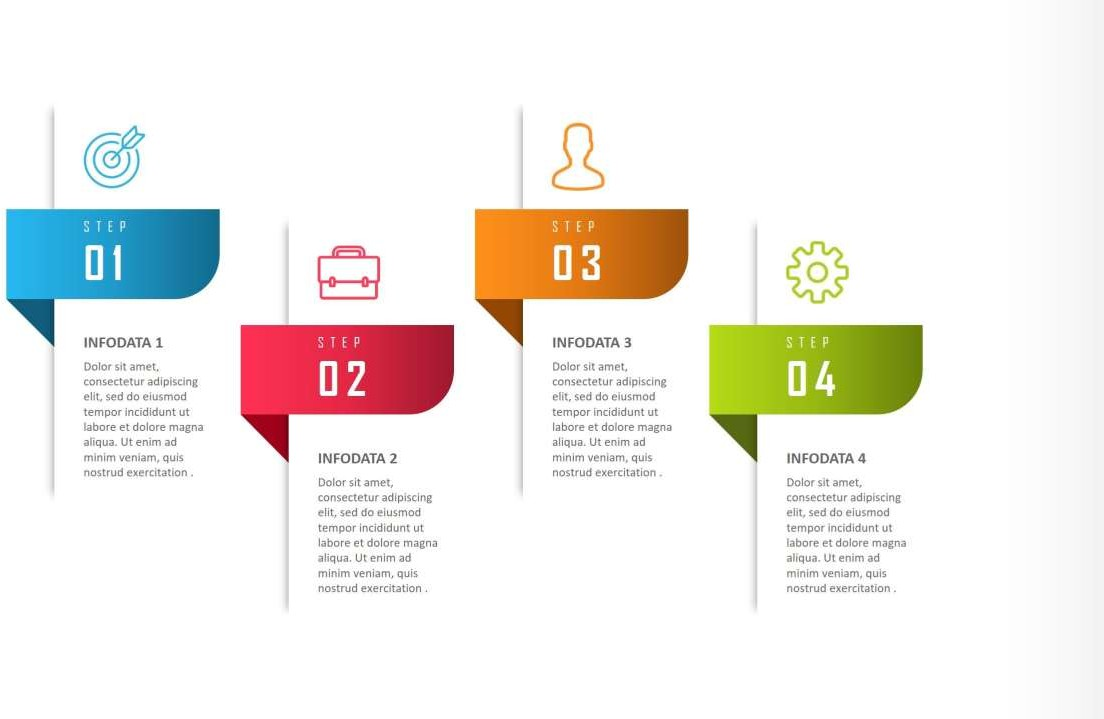 STEP
01
INFODATA 1
Dolor sit amet,
consectetur adipiscing
elit, sed do eiusmod
tempor incididunt ut
labore et dolore magna
aliqua. Ut enim ad
minim veniam, quis
nostrud exercitation .
STEP
02
INFODATA 2
Dolor sit amet,
consectetur adipiscing
elit, sed do eiusmod
tempor incididunt ut
labore et dolore magna
aliqua. Ut enim ad
minim veniam, quis
nostrud exercitation .
STEP
03
INFODATA 3
Dolor sit amet,
consectetur adipiscing
elit, sed do eiusmod
tempor incididunt ut
labore et dolore magna
aliqua. Ut enim ad
minim veniam, quis
nostrud exercitation .
STEP
04
INFODATA 4
Dolor sit amet,
consectetur adipiscing
elit, sed do eiusmod
tempor incididunt ut
labore et dolore magna
aliqua. Ut enim ad
minim veniam, quis
nostrud exercitation .